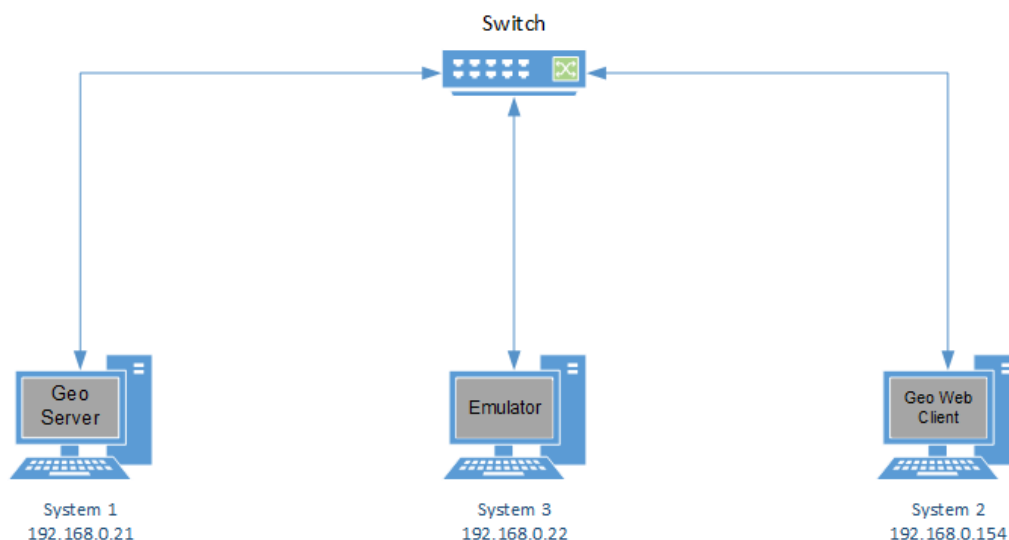 Switch
Geo
Server
Emulator
Geo Web
Client
System 1
192.168.0.21
System 3
192.168.0.22
System 2
192.168.0.154